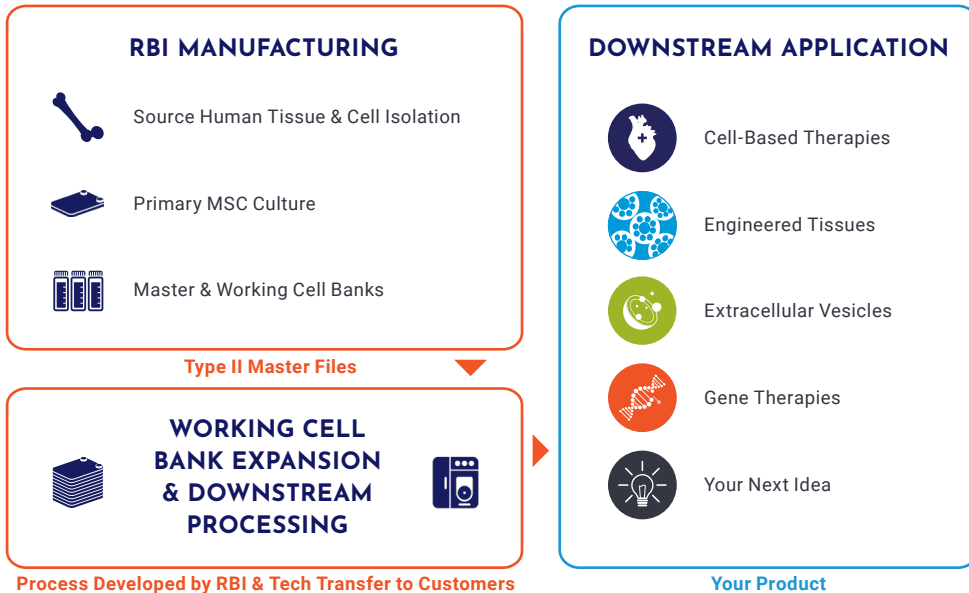 RBI MANUFACTURING
Source Human Tissue & Cell Isolation
Primary MSC Culture
Master & Working Cell Banks
Type II Master Files
WORKING CELL
BANK EXPANSION
& DOWNSTREAM
PROCESSING
Process Developed by RBI & Tech Transfer to Customers
DOWNSTREAM APPLICATION
Cell-Based Therapies
Engineered Tissues
Extracellular Vesicles
Gene Therapies
Your Next Idea
Your Product